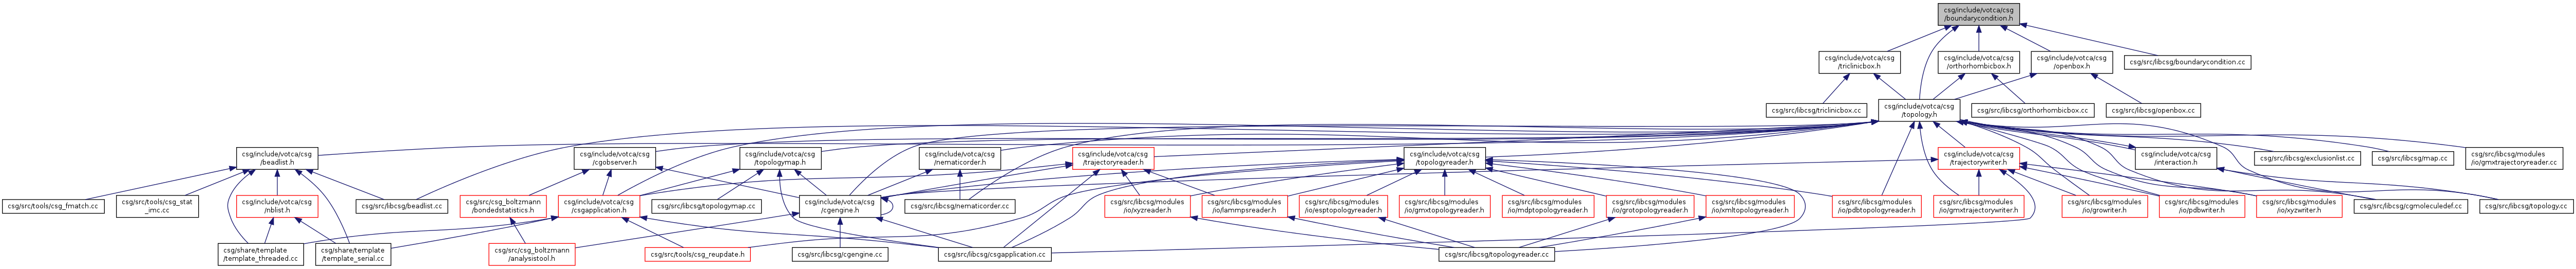 csg/include/votca/csg
/boundarycondition.h
csg/include/votca/csg
/triclinicbox.h
csg/include/votca/csg
/orthorhombicbox.h
csg/include/votca/csg
/openbox.h
csg/src/libcsg/boundarycondition.cc
csg/src/libcsg/triclinicbox.cc
csg/include/votca/csg
/topology.h
csg/src/libcsg/orthorhombicbox.cc
csg/src/libcsg/openbox.cc
csg/include/votca/csg
/beadlist.h
csg/include/votca/csg
/cgobserver.h
csg/include/votca/csg
/topologymap.h
csg/include/votca/csg
/nematicorder.h
csg/include/votca/csg
/trajectoryreader.h
csg/include/votca/csg
/topologyreader.h
csg/include/votca/csg
/trajectorywriter.h
csg/include/votca/csg
/interaction.h
csg/src/libcsg/exclusionlist.cc
csg/src/libcsg/map.cc
csg/src/libcsg/modules
/io/gmxtrajectoryreader.cc
csg/src/tools/csg_fmatch.cc
csg/src/tools/csg_stat
_imc.cc
csg/include/votca/csg
/nblist.h
csg/src/libcsg/beadlist.cc
csg/src/csg_boltzmann
/bondedstatistics.h
csg/include/votca/csg
/csgapplication.h
csg/src/libcsg/topologymap.cc
csg/include/votca/csg
/cgengine.h
csg/src/libcsg/nematicorder.cc
csg/src/libcsg/modules
/io/xyzreader.h
csg/src/libcsg/modules
/io/lammpsreader.h
csg/src/libcsg/modules
/io/esptopologyreader.h
csg/src/libcsg/modules
/io/gmxtopologyreader.h
csg/src/libcsg/modules
/io/mdptopologyreader.h
csg/src/libcsg/modules
/io/grotopologyreader.h
csg/src/libcsg/modules
/io/xmltopologyreader.h
csg/src/libcsg/modules
/io/pdbtopologyreader.h
csg/src/libcsg/modules
/io/gmxtrajectorywriter.h
csg/src/libcsg/modules
/io/growriter.h
csg/src/libcsg/modules
/io/pdbwriter.h
csg/src/libcsg/modules
/io/xyzwriter.h
csg/src/libcsg/cgmoleculedef.cc
csg/src/libcsg/topology.cc
csg/share/template
/template_threaded.cc
csg/share/template
/template_serial.cc
csg/src/csg_boltzmann
/analysistool.h
csg/src/tools/csg_reupdate.h
csg/src/libcsg/cgengine.cc
csg/src/libcsg/csgapplication.cc
csg/src/libcsg/topologyreader.cc